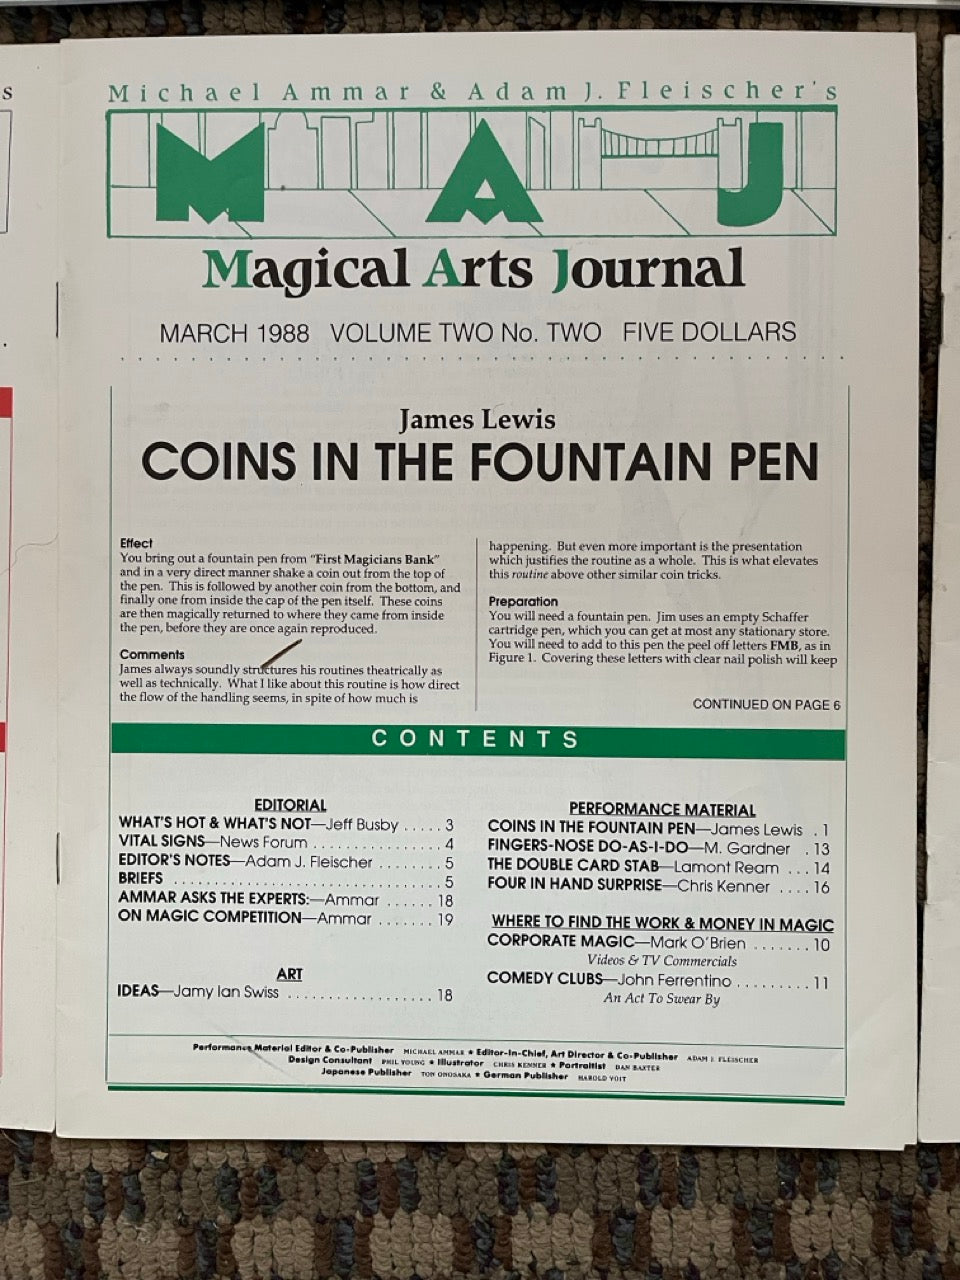 s
.
Michael Ammar & Adam J. Fleischer's
MAJ
Magical Arts Journal
MARCH 1988 VOLUME TWO No. TWO FIVE DOLLARS
James Lewis
COINS IN THE FOUNTAIN PEN
Effect
You bring out a fountain pen from "First Magicians Bank"
and in a very direct manner shake a coin out from the top of
the pen. This is followed by another coin from the bottom, and
finally one from inside the cap of the pen itself. These coins
are then magically returned to where they came from inside
the pen, before they are once again reproduced.
Comments
James always soundly structures his routines theatrically as
well as technically. What I like about this routine is how direct
the flow of the handling seems, in spite of how much is
happening. But even more important is the presentation
which justifies the routine as a whole. This is what elevates
this routine above other similar coin tricks.
Preparation
You will need a fountain pen. Jim uses an empty Schaffer
cartridge pen, which you can get at most any stationary store.
You will need to add to this pen the peel off letters FMB, as in
Figure 1. Covering these letters with clear nail polish will keep
CONTINUED ON PAGE 6
CONTENTS
EDITORIAL
WHAT'S HOT & WHAT'S NOT—Jeff Busby ..... 3
VITAL SIGNS—News Forum ................ 4
EDITOR'S NOTES—Adam J. Fleischer ......... 5
BRIEFS ................................. 5
AMMAR ASKS THE EXPERTS:—Ammar ...... 18
ON MAGIC COMPETITION—Ammar ........ 19
ART
IDEAS—Jamy Ian Swiss .................. 18
PERFORMANCE MATERIAL
COINS IN THE FOUNTAIN PEN—James Lewis . 1
FINGERS-NOSE DO-AS-I-DO—M. Gardner . 13
THE DOUBLE CARD STAB—Lamont Ream ... 14
FOUR IN HAND SURPRISE—Chris Kenner .... 16
WHERE TO FIND THE WORK & MONEY IN MAGIC
CORPORATE MAGIC—Mark O'Brien ....... 10
Videos & TV Commercials
COMEDY CLUBS—John Ferrentino ......... 11
An Act To Swear By
Performance Material Editor & Co-Publisher MICHAEL AMMAR ★ Editor-In-Chief, Art Director & Co-Publisher ADAM J. FLEISCHER
Design Consultant PHIL YOUNG ★ Illustrator CHRIS KENNER ★ Portraitist DAN BAXTER
Japanese Publisher TON ONOSAKA ★ German Publisher HAROLD VOIT